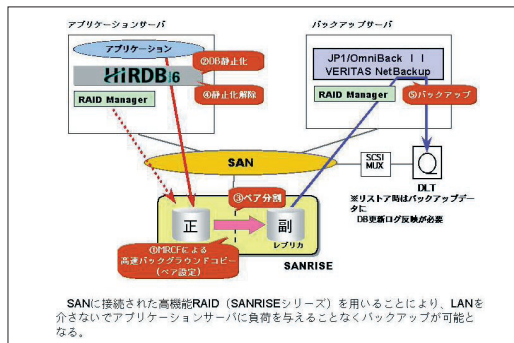 アプリケーションサーバ
バックアップサーバ
アプリケーション
②DB静止化
HiRDB 6
④静止化解除
RAID Manager
JP1/OmniBack II
VERITAS NetBackup
RAID Manager
⑤バックアップ
SAN
SCSI
MUX
DLT
※リストア時はバックアップデー
タに
DB更新ログ反映が必要
③ペア分割
正
副
レプリカ
①MRCFによる
高速バックグラウンドコピー
(ペア設定)
SANRISE
SANに接続された高機能RAID（SANRISEシリーズ）を用いることにより、LANを
介さないでアプリケーションサーバに負荷を与えることなくバックアップが可能と
なる。